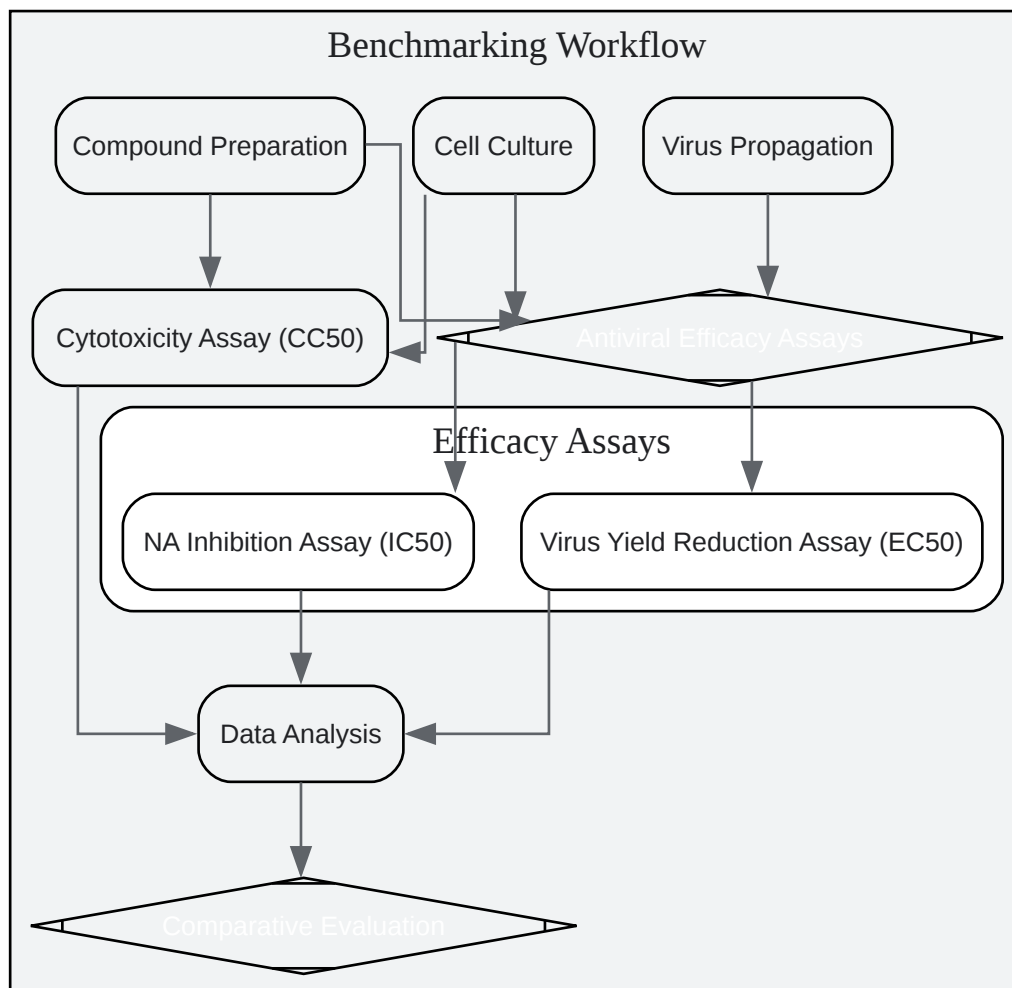 Benchmarking Workflow
Compound Preparation
Cell Culture
Virus Propagation
Cytotoxicity Assay (CC50)
Antiviral Efficacy Assays
Efficacy Assays
NA Inhibition Assay (IC50)
Virus Yield Reduction Assay (EC50)
Data Analysis
Comparative Evaluation